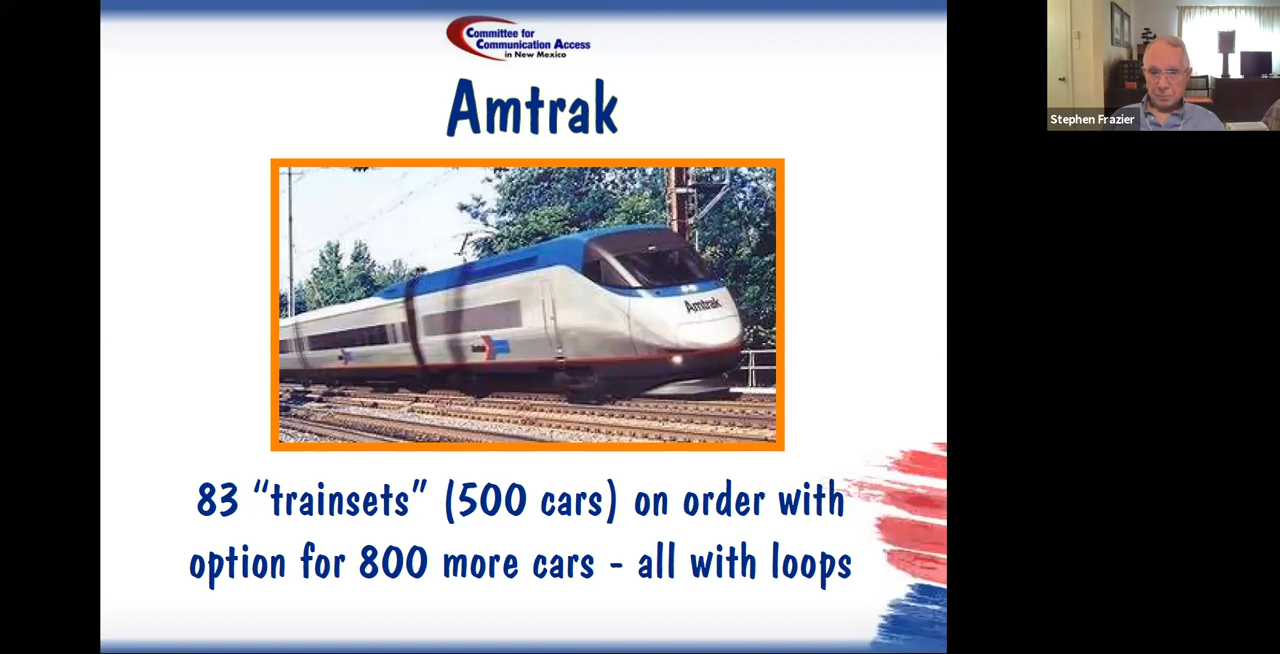 Committee for
Communication Access
in New Mexico
Amtrak
Stephen Frazier
Amtrak
83 “trainsets” (500 cars) on order with
option for 800 more cars - all with loops